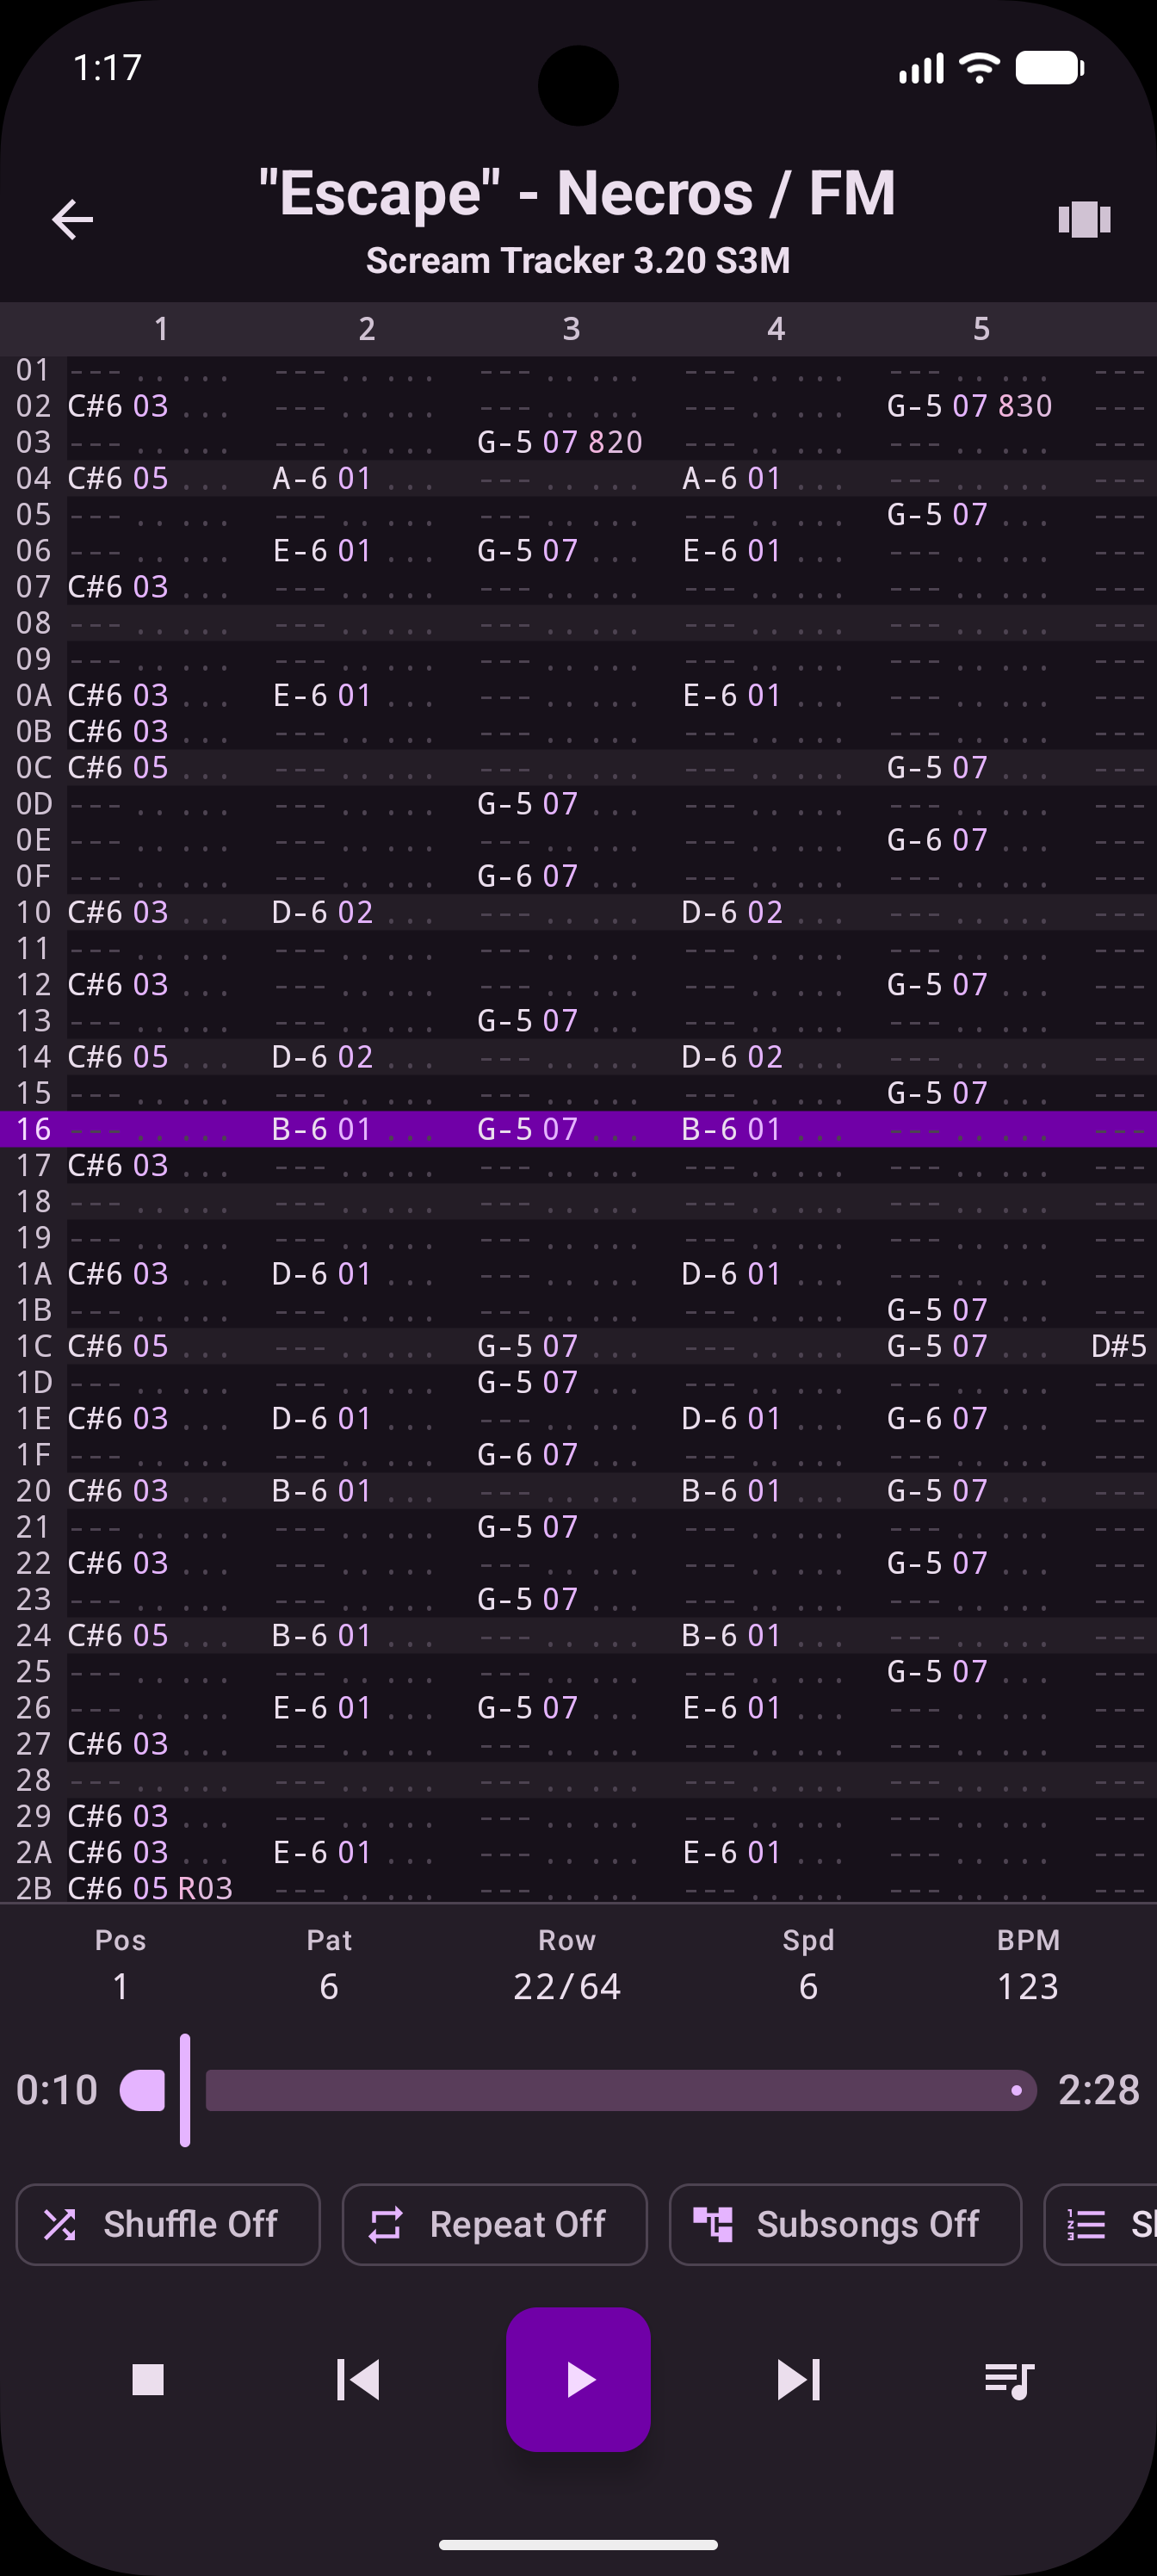 1:17
"Escape" - Necros / FM
Scream Tracker 3.20 S3M
1 2 3 4 5
01 --- .. ... --- .. ... --- .. ... --- .. ... --- .. ... ---
02 C#6 03 ... --- .. ... --- .. ... --- .. ... G-5 07 830 ---
03 --- .. ... --- .. ... G-5 07 820 --- .. ... --- .. ... ---
04 C#6 05 ... A-6 01 ... --- .. ... A-6 01 ... --- .. ... ---
05 --- .. ... --- .. ... --- .. ... --- .. ... G-5 07 ... ---
06 --- .. ... E-6 01 ... G-5 07 ... E-6 01 ... --- .. ... ---
07 C#6 03 ... --- .. ... --- .. ... --- .. ... --- .. ... ---
08 --- .. ... --- .. ... --- .. ... --- .. ... --- .. ... ---
09 --- .. ... --- .. ... --- .. ... --- .. ... --- .. ... ---
0A C#6 03 ... E-6 01 ... --- .. ... E-6 01 ... --- .. ... ---
0B C#6 03 ... --- .. ... --- .. ... --- .. ... --- .. ... ---
0C C#6 05 ... --- .. ... --- .. ... --- .. ... G-5 07 ... ---
0D --- .. ... --- .. ... G-5 07 ... --- .. ... --- .. ... ---
0E --- .. ... --- .. ... --- .. ... --- .. ... G-6 07 ... ---
0F --- .. ... --- .. ... G-6 07 ... --- .. ... --- .. ... ---
10 C#6 03 ... D-6 02 ... --- .. ... D-6 02 ... --- .. ... ---
11 --- .. ... --- .. ... --- .. ... --- .. ... --- .. ... ---
12 C#6 03 ... --- .. ... --- .. ... --- .. ... G-5 07 ... ---
13 --- .. ... --- .. ... G-5 07 ... --- .. ... --- .. ... ---
14 C#6 05 ... D-6 02 ... --- .. ... D-6 02 ... --- .. ... ---
15 --- .. ... --- .. ... --- .. ... --- .. ... G-5 07 ... ---
16 --- .. ... B-6 01 ... G-5 07 ... B-6 01 ... --- .. ... ---
17 C#6 03 ... --- .. ... --- .. ... --- .. ... --- .. ... ---
18 --- .. ... --- .. ... --- .. ... --- .. ... --- .. ... ---
19 --- .. ... --- .. ... --- .. ... --- .. ... --- .. ... ---
1A C#6 03 ... D-6 01 ... --- .. ... D-6 01 ... --- .. ... ---
1B --- .. ... --- .. ... --- .. ... --- .. ... G-5 07 ... ---
1C C#6 05 ... --- .. ... G-5 07 ... --- .. ... G-5 07 ... D#5
1D --- .. ... --- .. ... G-5 07 ... --- .. ... --- .. ... ---
1E C#6 03 ... D-6 01 ... --- .. ... D-6 01 ... G-6 07 ... ---
1F --- .. ... --- .. ... G-6 07 ... --- .. ... --- .. ... ---
20 C#6 03 ... B-6 01 ... --- .. ... B-6 01 ... G-5 07 ... ---
21 --- .. ... --- .. ... G-5 07 ... --- .. ... --- .. ... ---
22 C#6 03 ... --- .. ... --- .. ... --- .. ... G-5 07 ... ---
23 --- .. ... --- .. ... G-5 07 ... --- .. ... --- .. ... ---
24 C#6 05 ... B-6 01 ... --- .. ... B-6 01 ... --- .. ... ---
25 --- .. ... --- .. ... --- .. ... --- .. ... G-5 07 ... ---
26 --- .. ... E-6 01 ... G-5 07 ... E-6 01 ... --- .. ... ---
27 C#6 03 ... --- .. ... --- .. ... --- .. ... --- .. ... ---
28 --- .. ... --- .. ... --- .. ... --- .. ... --- .. ... ---
29 C#6 03 ... --- .. ... --- .. ... --- .. ... --- .. ... ---
2A C#6 03 ... E-6 01 ... --- .. ... E-6 01 ... --- .. ... ---
2B C#6 05 R03 --- .. ... --- .. ... --- .. ... --- .. ... ---
Pos Pat Row Spd BPM
1 6 22/64 6 123
0:10 2:28
Shuffle Off Repeat Off Subsongs Off